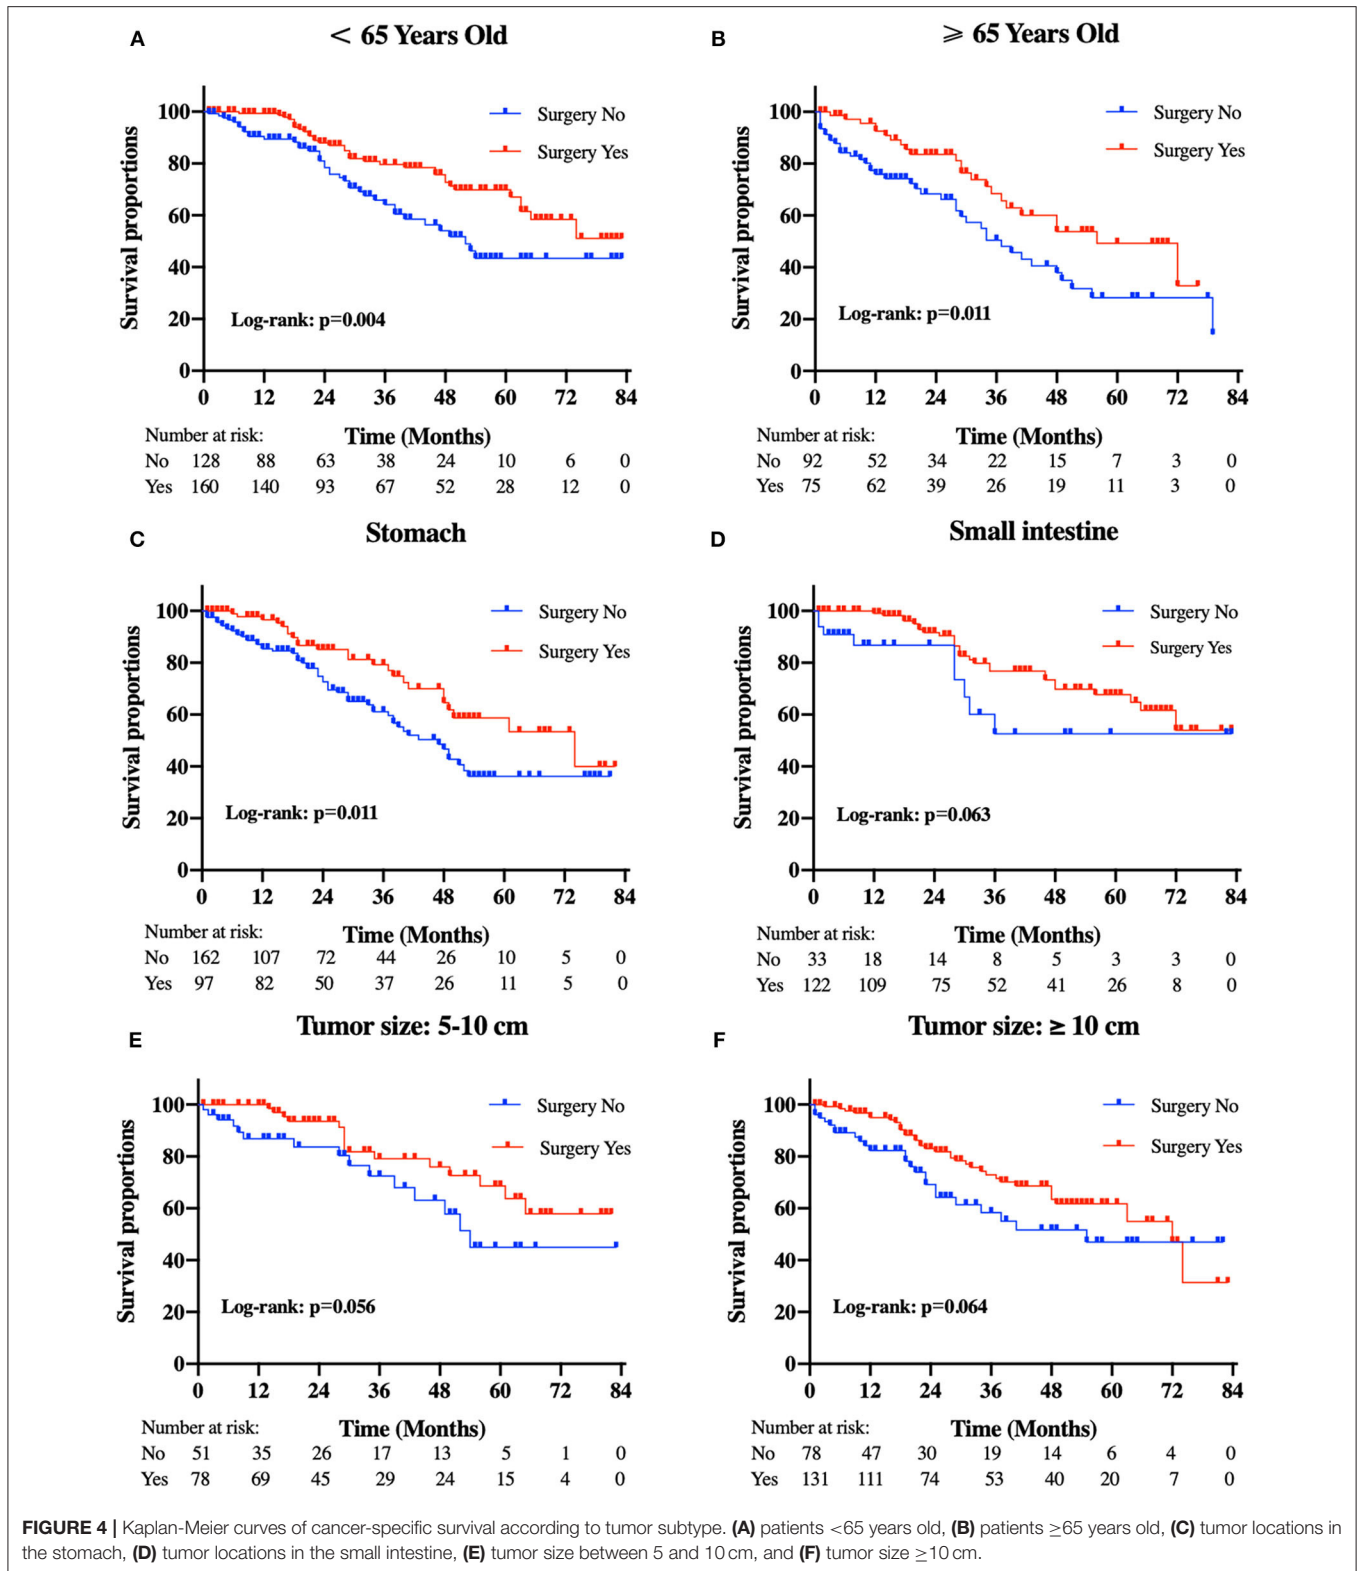 A
< 65 Years Old
Survival proportions
100
80
60
40
20
0
Surgery No
Surgery Yes
Log-rank: p=0.004
0 12 24 36 48 60 72 84
Number at risk: Time (Months)
No 128 88 63 38 24 10 6 0
Yes 160 140 93 67 52 28 12 0
B
⩾ 65 Years Old
Survival proportions
100
80
60
40
20
0
Surgery No
Surgery Yes
Log-rank: p=0.011
0 12 24 36 48 60 72 84
Number at risk: Time (Months)
No 92 52 34 22 15 7 3 0
Yes 75 62 39 26 19 11 3 0
C
Stomach
Survival proportions
100
80
60
40
20
0
Surgery No
Surgery Yes
Log-rank: p=0.011
0 12 24 36 48 60 72 84
Number at risk: Time (Months)
No 162 107 72 44 26 10 5 0
Yes 97 82 50 37 26 11 5 0
D
Small intestine
Survival proportions
100
80
60
40
20
0
Surgery No
Surgery Yes
Log-rank: p=0.063
0 12 24 36 48 60 72 84
Number at risk: Time (Months)
No 33 18 14 8 5 3 3 0
Yes 122 109 75 52 41 26 8 0
E
Tumor size: 5-10 cm
Survival proportions
100
80
60
40
20
0
Surgery No
Surgery Yes
Log-rank: p=0.056
0 12 24 36 48 60 72 84
Number at risk: Time (Months)
No 51 35 26 17 13 5 1 0
Yes 78 69 45 29 24 15 4 0
F
Tumor size: ≥ 10 cm
Survival proportions
100
80
60
40
20
0
Surgery No
Surgery Yes
Log-rank: p=0.064
0 12 24 36 48 60 72 84
Number at risk: Time (Months)
No 78 47 30 19 14 6 4 0
Yes 131 111 74 53 40 20 7 0
FIGURE 4 | Kaplan-Meier curves of cancer-specific survival according to tumor subtype. (A) patients <65 years old, (B) patients ≥65 years old, (C) tumor locations in
the stomach, (D) tumor locations in the small intestine, (E) tumor size between 5 and 10 cm, and (F) tumor size ≥10 cm.